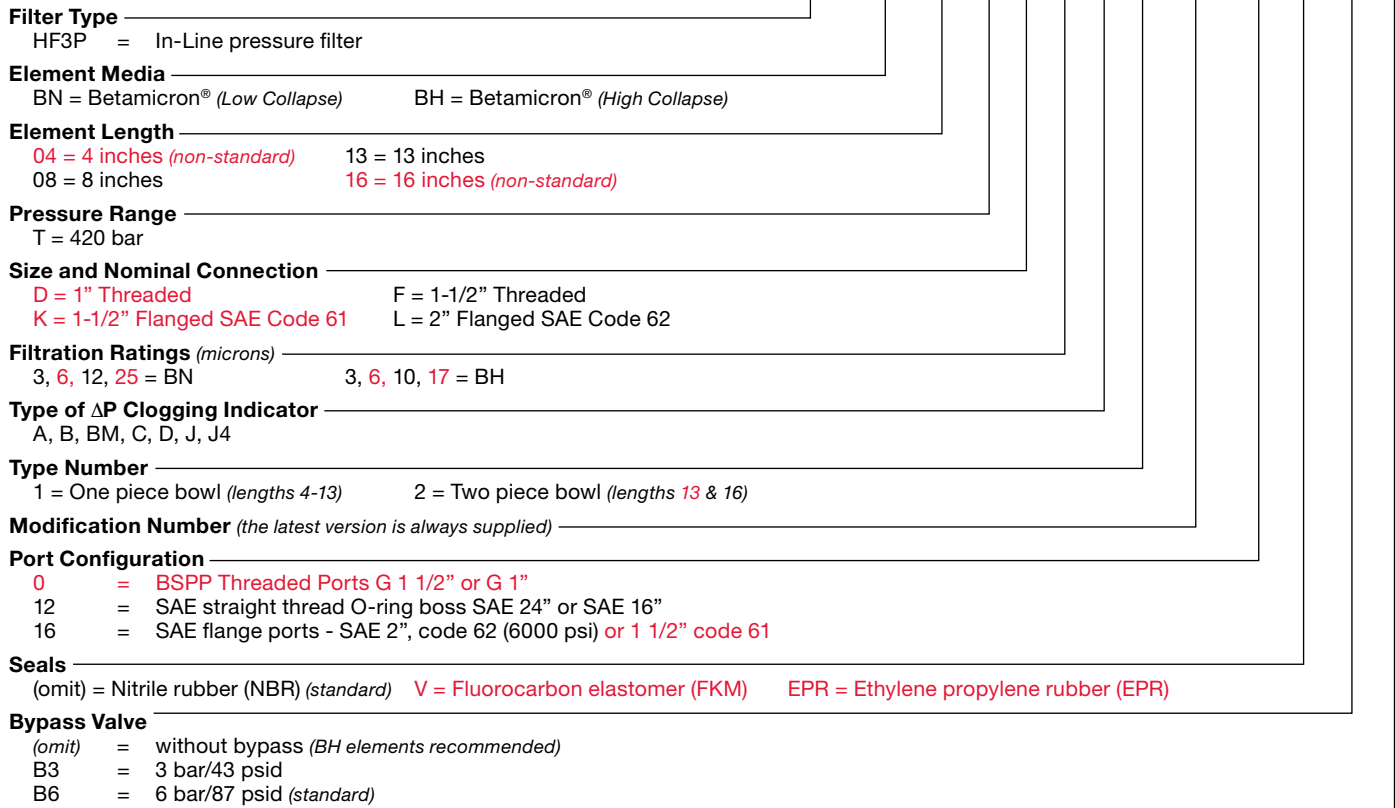 Filter Type
HF3P = In-Line pressure filter
Element Media
BN = Betamicron® (Low Collapse) BH = Betamicron® (High Collapse)
Element Length
04 = 4 inches (non-standard) 13 = 13 inches
08 = 8 inches 16 = 16 inches (non-standard)
Pressure Range
T = 420 bar
Size and Nominal Connection
D = 1” Threaded F = 1-1/2” Threaded
K = 1-1/2” Flanged SAE Code 61 L = 2” Flanged SAE Code 62
Filtration Ratings (microns)
3, 6, 12, 25 = BN 3, 6, 10, 17 = BH
Type of ΔP Clogging Indicator
A, B, BM, C, D, J, J4
Type Number
1 = One piece bowl (lengths 4-13) 2 = Two piece bowl (lengths 13 & 16)
Modification Number (the latest version is always supplied)
Port Configuration
0 = BSPP Threaded Ports G 1 1/2” or G 1”
12 = SAE straight thread O-ring boss SAE 24” or SAE 16”
16 = SAE flange ports - SAE 2”, code 62 (6000 psi) or 1 1/2” code 61
Seals
(omit) = Nitrile rubber (NBR) (standard) V = Fluorocarbon elastomer (FKM) EPR = Ethylene propylene rubber (EPR)
Bypass Valve
(omit) = without bypass (BH elements recommended)
B3 = 3 bar/43 psid
B6 = 6 bar/87 psid (standard)